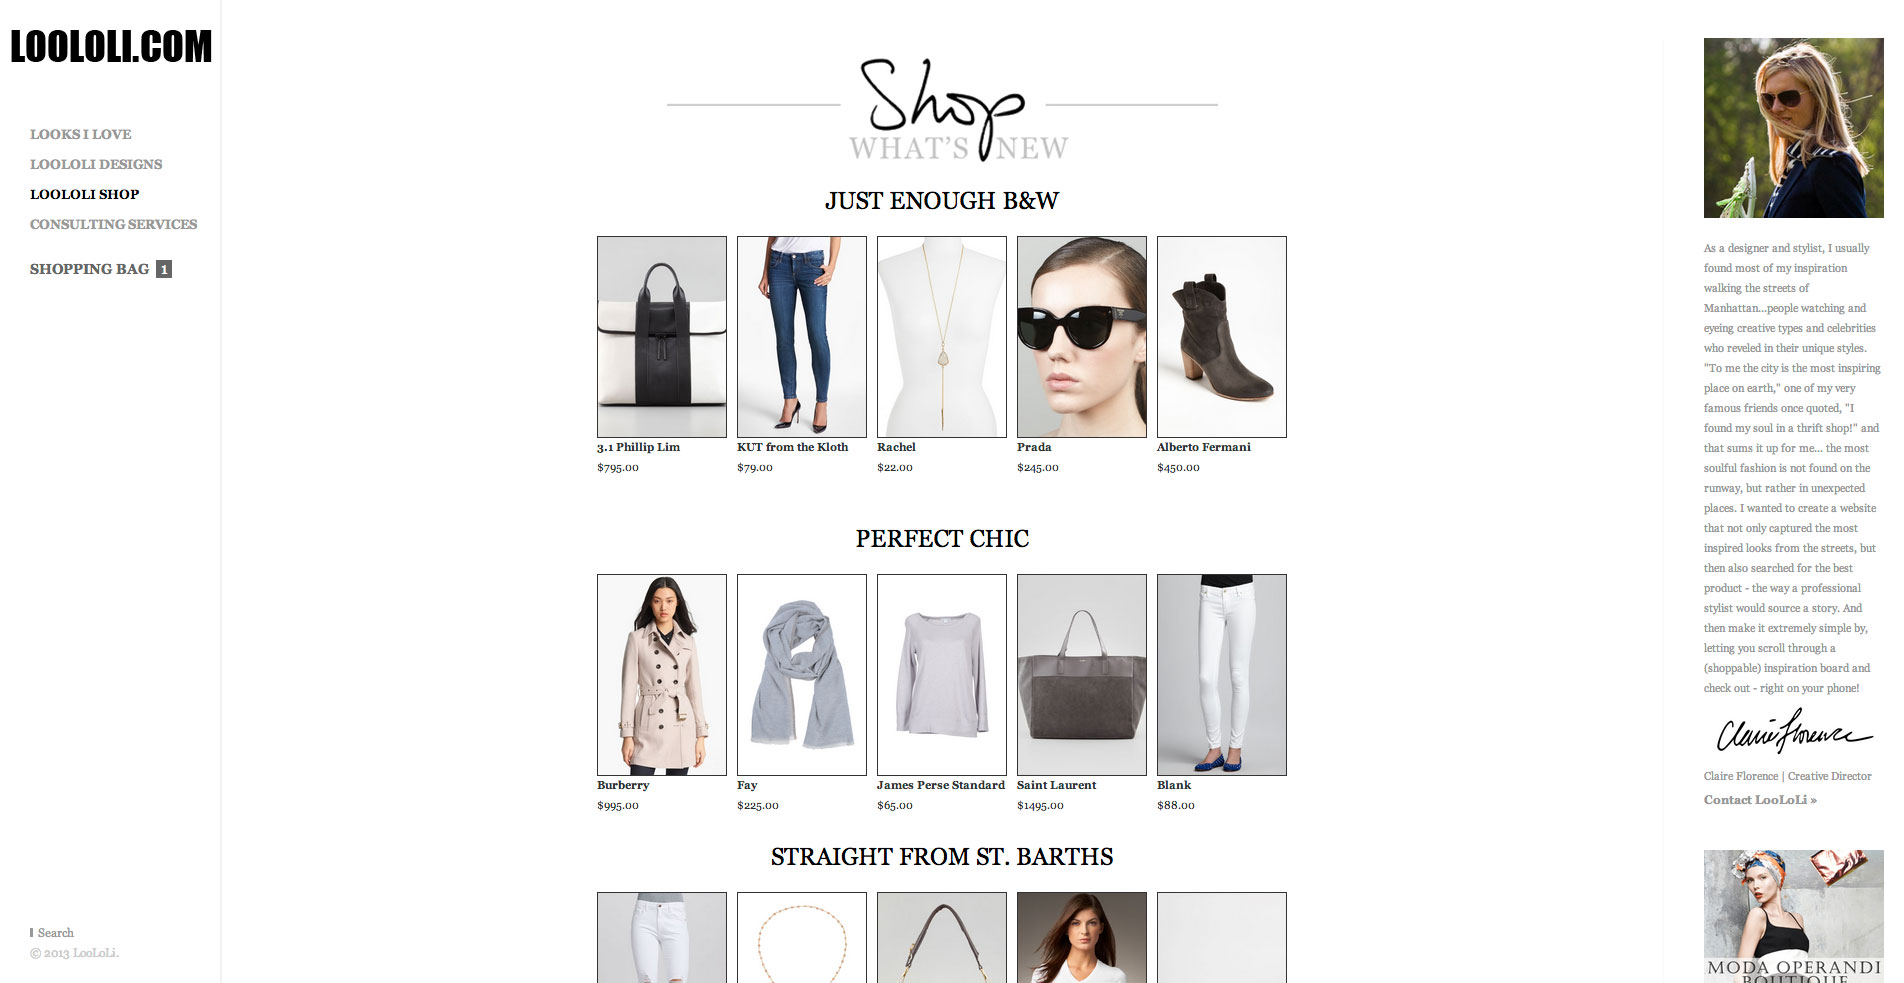 LOOLOLI.COM
LOOKS I LOVE
LOOLOLI DESIGNS
LOOLOLI SHOP
CONSULTING SERVICES
SHOPPING BAG 1
Search
© 2013 LooLoLi.
Shop
WHAT'S NEW
JUST ENOUGH B&W
3.1 Phillip Lim
$795.00
KUT from the Kloth
$79.00
Rachel
$22.00
Prada
$245.00
Alberto Fermani
$450.00
PERFECT CHIC
Burberry
$995.00
Fay
$225.00
James Perse Standard
$65.00
Saint Laurent
$1495.00
Blank
$88.00
STRAIGHT FROM ST. BARTHS
As a designer and stylist, I usually
found most of my inspiration
walking the streets of
Manhattan...people watching and
eyeing creative types and celebrities
who reveled in their unique styles.
"To me the city is the most inspiring
place on earth," one of my very
famous friends once quoted, "I
found my soul in a thrift shop!" and
that sums it up for me... the most
soulful fashion is not found on the
runway, but rather in unexpected
places. I wanted to create a website
that not only captured the most
inspired looks from the streets, but
then also searched for the best
product - the way a professional
stylist would source a story. And
then make it extremely simple by,
letting you scroll through a
(shoppable) inspiration board and
check out - right on your phone!
Claire Florence
Claire Florence | Creative Director
Contact LooLoLi »
MODA OPERANDI
BOUTIQUE